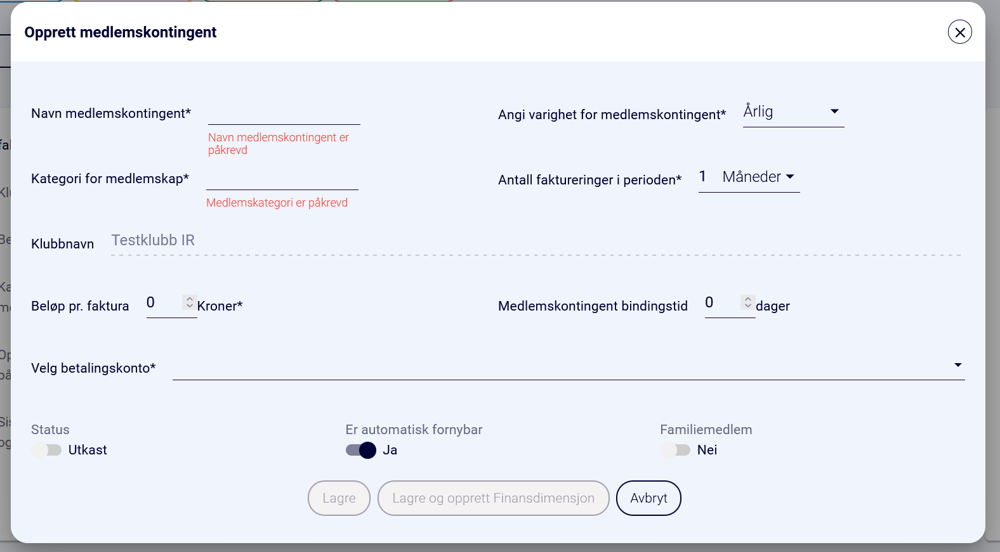 Opprett medlemskontingent
Navn medlemskontingent*
Navn medlemskontingent er
påkrevd
Angi varighet for medlemskontingent* Årlig
Kategori for medlemskap*
Medlemskategori er påkrevd
Antall faktureringer i perioden* 1 Måneder
Klubbnavn Testklubb IR
Beløp pr. faktura 0 Kroner*
Medlemskontingent bindingstid 0 dager
Velg betalingskonto*
Status
Utkast
Er automatisk fornybar
Ja
Familiemedlem
Nei
Lagre
Lagre og opprett Finansdimensjon
Avbryt